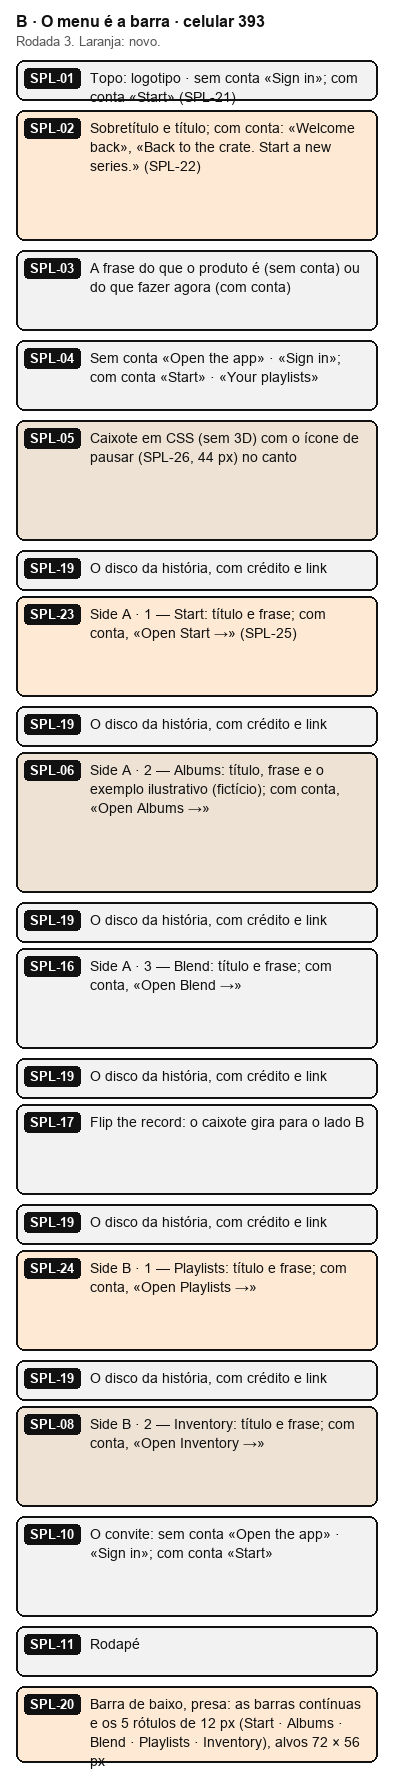 B · O menu é a barra · celular 393
Rodada 3. Laranja: novo.
SPL-01 Topo: logotipo · sem conta «Sign in»; com
conta «Start» (SPL-21)
SPL-02 Sobretítulo e título; com conta: «Welcome
back», «Back to the crate. Start a new
series.» (SPL-22)
SPL-03 A frase do que o produto é (sem conta) ou
do que fazer agora (com conta)
SPL-04 Sem conta «Open the app» · «Sign in»;
com conta «Start» · «Your playlists»
SPL-05 Caixote em CSS (sem 3D) com o ícone de
pausar (SPL-26, 44 px) no canto
SPL-19 O disco da história, com crédito e link
SPL-23 Side A · 1 — Start: título e frase; com
conta, «Open Start →» (SPL-25)
SPL-19 O disco da história, com crédito e link
SPL-06 Side A · 2 — Albums: título, frase e o
exemplo ilustrativo (fictício); com conta,
«Open Albums →»
SPL-19 O disco da história, com crédito e link
SPL-16 Side A · 3 — Blend: título e frase; com
conta, «Open Blend →»
SPL-19 O disco da história, com crédito e link
SPL-17 Flip the record: o caixote gira para o lado B
SPL-19 O disco da história, com crédito e link
SPL-24 Side B · 1 — Playlists: título e frase; com
conta, «Open Playlists →»
SPL-19 O disco da história, com crédito e link
SPL-08 Side B · 2 — Inventory: título e frase; com
conta, «Open Inventory →»
SPL-10 O convite: sem conta «Open the app» ·
«Sign in»; com conta «Start»
SPL-11 Rodapé
SPL-20 Barra de baixo, presa: as barras contínuas
e os 5 rótulos de 12 px (Start · Albums ·
Blend · Playlists · Inventory), alvos 72 × 56
px